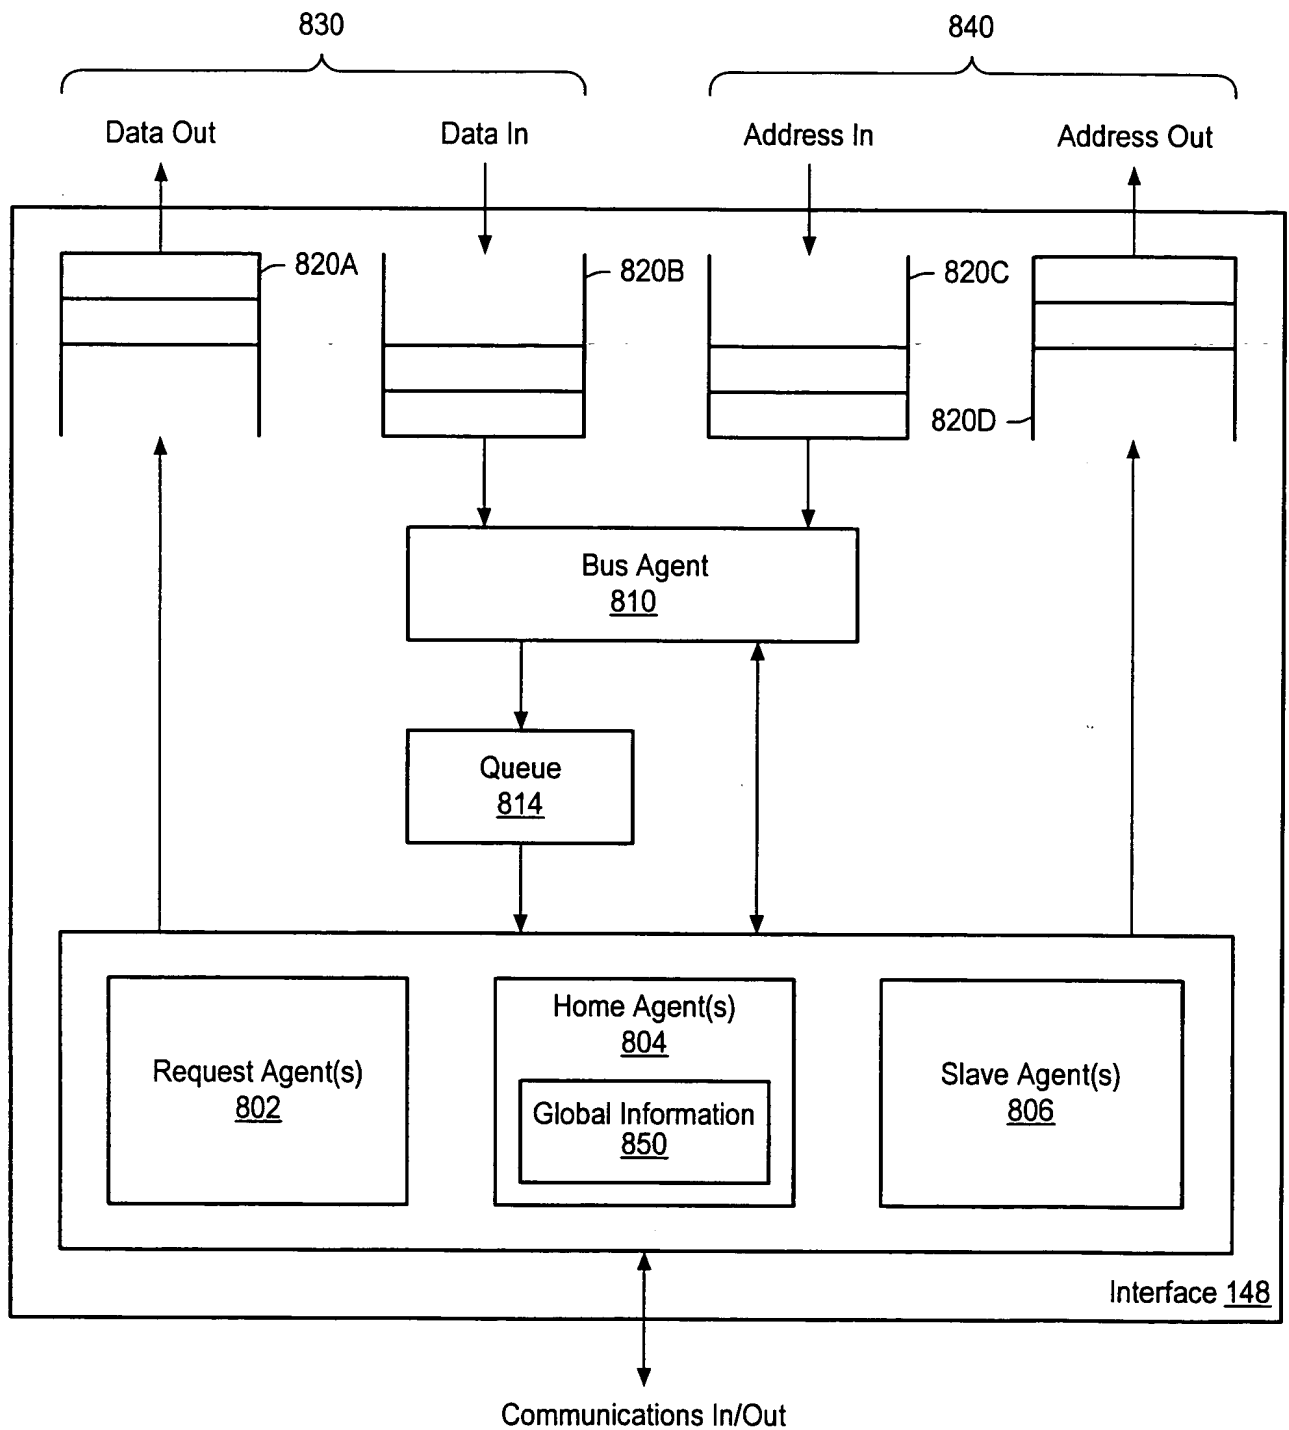 830
840
Data Out
Data In
Address In
Address Out
820A
820B
820C
820D
Bus Agent
810
Queue
814
Request Agent(s)
802
Home Agent(s)
804
Global Information
850
Slave Agent(s)
806
Interface 148
Communications In/Out